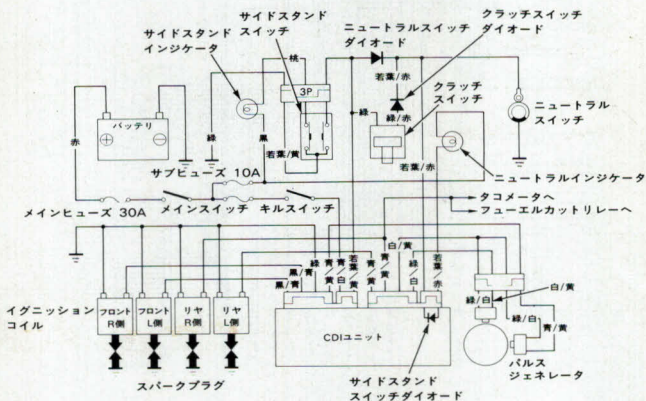 サイドスタンド
スイッチ
サイドスタンド
インジケータ
ニュートラルスイッチ
ダイオード
クラッチスイッチ
ダイオード
桃
3P
若葉/赤
緑
緑/赤
クラッチ
スイッチ
ニュートラル
スイッチ
バッテリ
赤
緑
黒
若葉/黄
若葉/赤
サブヒューズ 10A
ニュートラルインジケータ
メインヒューズ 30A
メインスイッチ
キルスイッチ
タコメータへ
フューエルカットリレーへ
黒/青
黒/青
緑
青/黄
青/白
若葉/黄
青/黄
白/黄
緑/白
若葉/赤
白/黄
緑/白
緑/白
青/黄
イグニッション
コイル
フロント
R側
フロント
L側
リヤ
R側
リヤ
L側
CDIユニット
スパークプラグ
サイドスタンド
スイッチダイオード
パルス
ジェネレータ